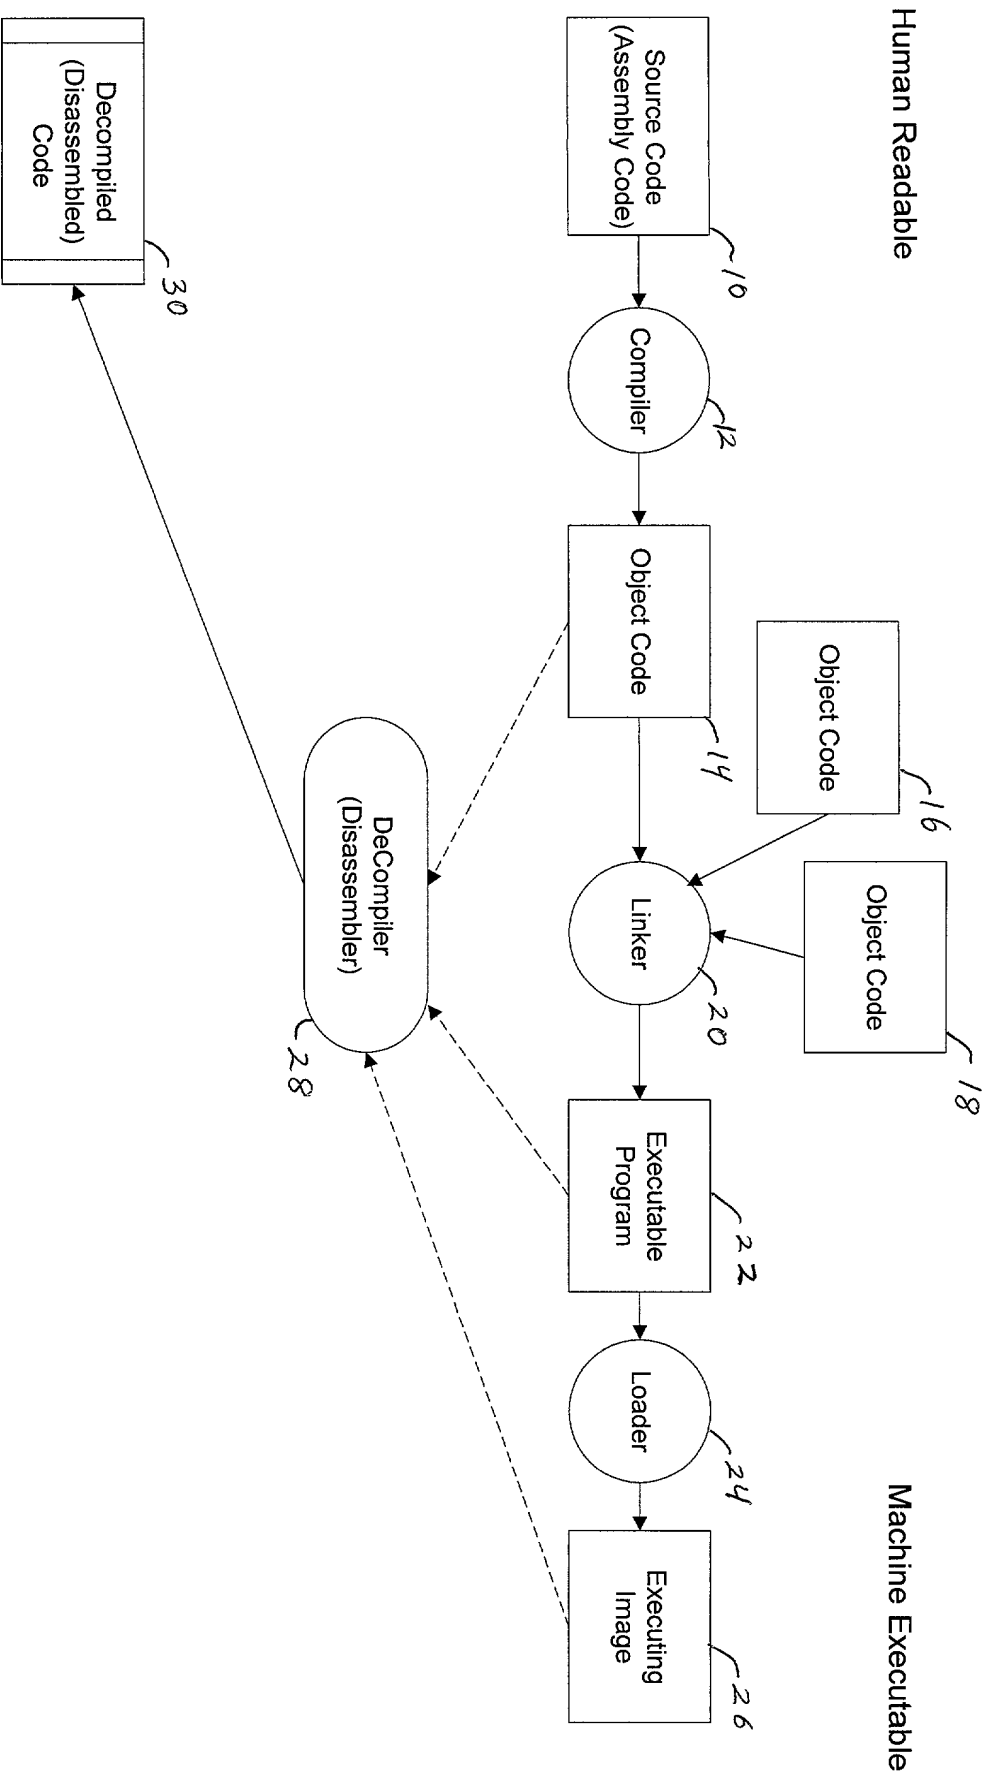 Human Readable
Machine Executable
Object Code
16
Object Code
18
Source Code
(Assembly Code)
10
Compiler
12
Object Code
14
Linker
20
Executable
Program
22
Loader
24
Executing
Image
26
DeCompiler
(Disassembler)
28
Decompiled
(Disassembled)
Code
30